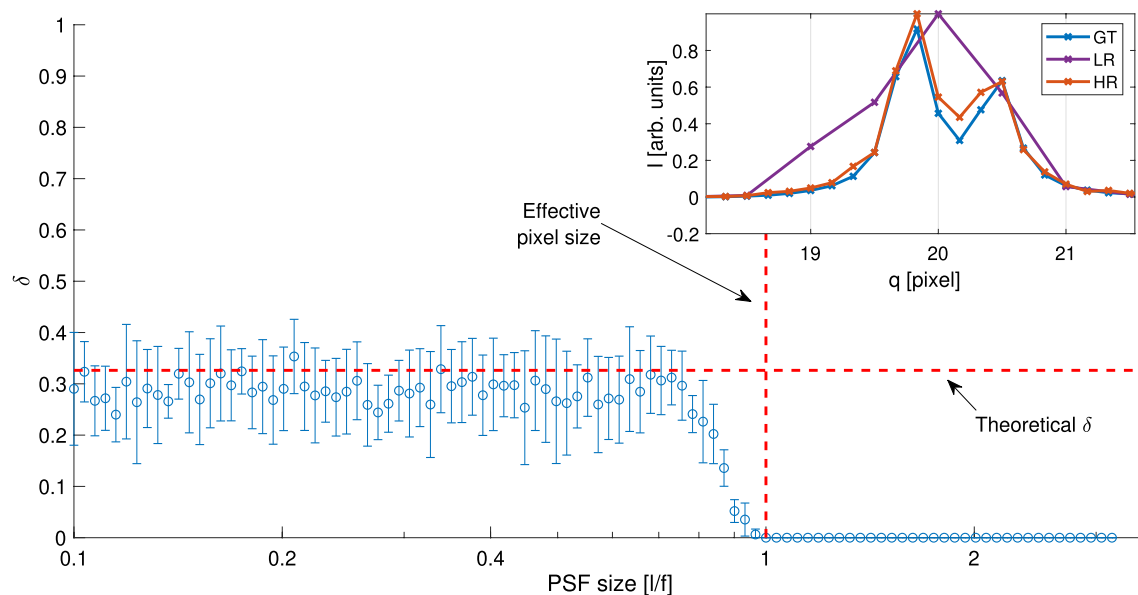 1
0.9
0.8
0.7
0.6
0.5
0.4
0.3
0.2
0.1
0
δ
0.1
0.2
0.4
1
2
PSF size [l/f]
Effective
pixel size
Theoretical δ
0.8
0.6
0.4
0.2
0
-0.2
I [arb. units]
GT
LR
HR
19
20
21
q [pixel]